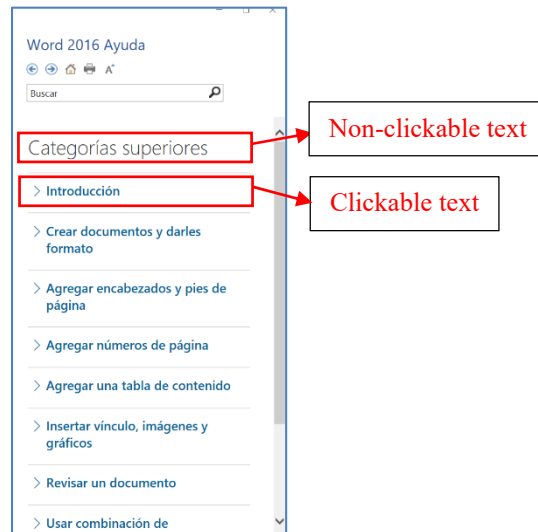 Word 2016 Ayuda
Buscar
Categorías superiores
Non-clickable text
Introducción
Clickable text
Crear documentos y darles
formato
Agregar encabezados y pies de
página
Agregar números de página
Agregar una tabla de contenido
Insertar vínculo, imágenes y
gráficos
Revisar un documento
Usar combinación de